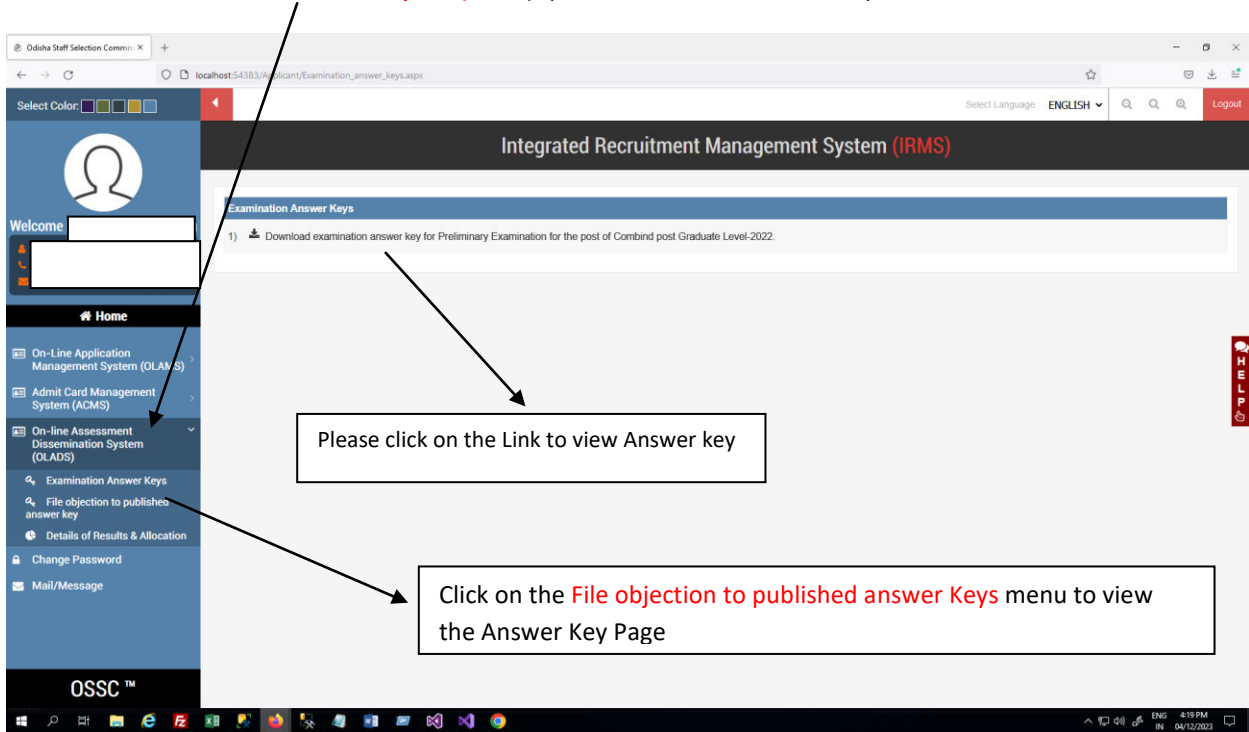 Odisha Staff Selection Commis
localhost:54383/Applicant/Examination_answer_keys.aspx
Select Color:
Select Language : ENGLISH
Logout
Integrated Recruitment Management System (IRMS)
Welcome
Examination Answer Keys
1) Download examination answer key for Preliminary Examination for the post of Combind post Graduate Level-2022.
Home
On-Line Application
Management System (OLAMS)
Admit Card Management
System (ACMS)
On-line Assessment
Dissemination System
(OLADS)
Examination Answer Keys
File objection to published
answer key
Details of Results & Allocation
Change Password
Mail/Message
HELP
Please click on the Link to view Answer key
Click on the File objection to published answer Keys menu to view
the Answer Key Page
OSSC ™
ENG
IN
4:19 PM
04/12/2023